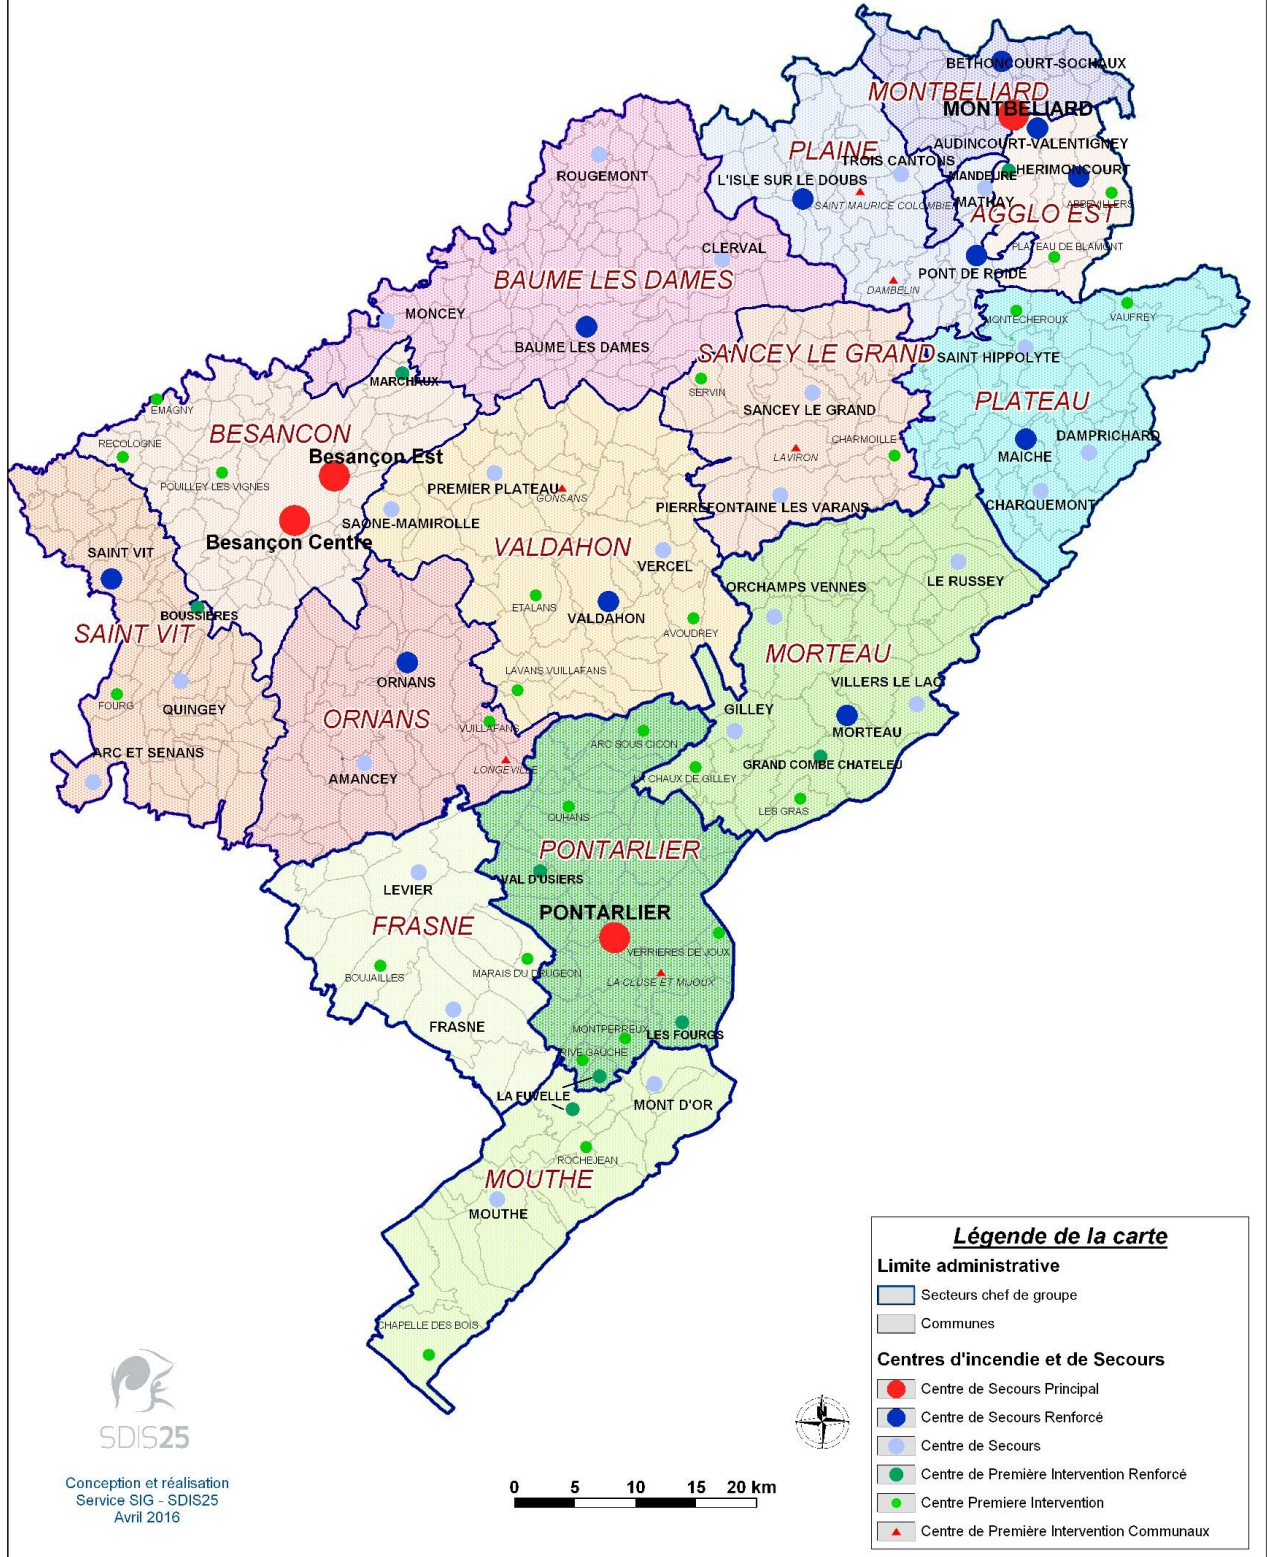 BETHONCOURT-SOCHAUX
MONTBELIARD
MONTBELIARD
AUDINCOURT-VALENTIGNEY
PLAINE
TROIS CANTONS
L'ISLE SUR LE DOUBS
MANDEURE
HERIMONCOURT
ROUGEMONT
SAINT MAURICE COLOMBIER
MATHAY
ABBEVILLERS
AGGLO EST
CLERVAL
PLATEAU DE BLAMONT
BAUME LES DAMES
PONT DE ROIDE
DAMBELIN
MONCEY
MONTECHEROUX
VAUFREY
BAUME LES DAMES
SANCEY LE GRAND
SAINT HIPPOLYTE
MARCHAUX
SERVIN
SANCEY LE GRAND
PLATEAU
EMAGNY
BESANCON
RECOLOGNE
Besançon Est
CHARMOILLE
DAMPRICHARD
LAVIRON
MAICHE
POUILLEY LES VIGNES
PREMIER PLATEAU
GONSANS
PIERREFONTAINE LES VARANS
CHARQUEMONT
SAONE-MAMIROLLE
Besançon Centre
VALDAHON
SAINT VIT
VERCEL
LE RUSSEY
ORCHAMPS VENNES
BOUSSIERES
ETALANS
VALDAHON
AVOUDREY
SAINT VIT
MORTEAU
LAVANS VUILLAFANS
ORNANS
VILLERS LE LAC
FOURG
QUINGEY
ORNANS
VUILLAFANS
GILLEY
MORTEAU
ARC SOUS CICON
ARC ET SENANS
AMANCEY
LONGEVILLE
GRAND COMBE CHATELEU
LA CHAUX DE GILLEY
LES GRAS
OUHANS
PONTARLIER
LEVIER
VAL D'USIERS
FRASNE
PONTARLIER
VERRIERES DE JOUX
BOUJAILLES
MARAIS DU DRUGEON
LA CLUSE ET MIJOUX
FRASNE
MONTPERREUX
LES FOURGS
RIVE GAUCHE
LA FUVELLE
MONT D'OR
ROCHEJEAN
MOUTHE
MOUTHE
CHAPELLE DES BOIS
Légende de la carte
Limite administrative
Secteurs chef de groupe
Communes
Centres d'incendie et de Secours
Centre de Secours Principal
Centre de Secours Renforcé
Centre de Secours
Centre de Première Intervention Renforcé
Centre Premiere Intervention
Centre de Première Intervention Communaux
N
SDIS25
Conception et réalisation
Service SIG - SDIS25
Avril 2016
0 5 10 15 20 km